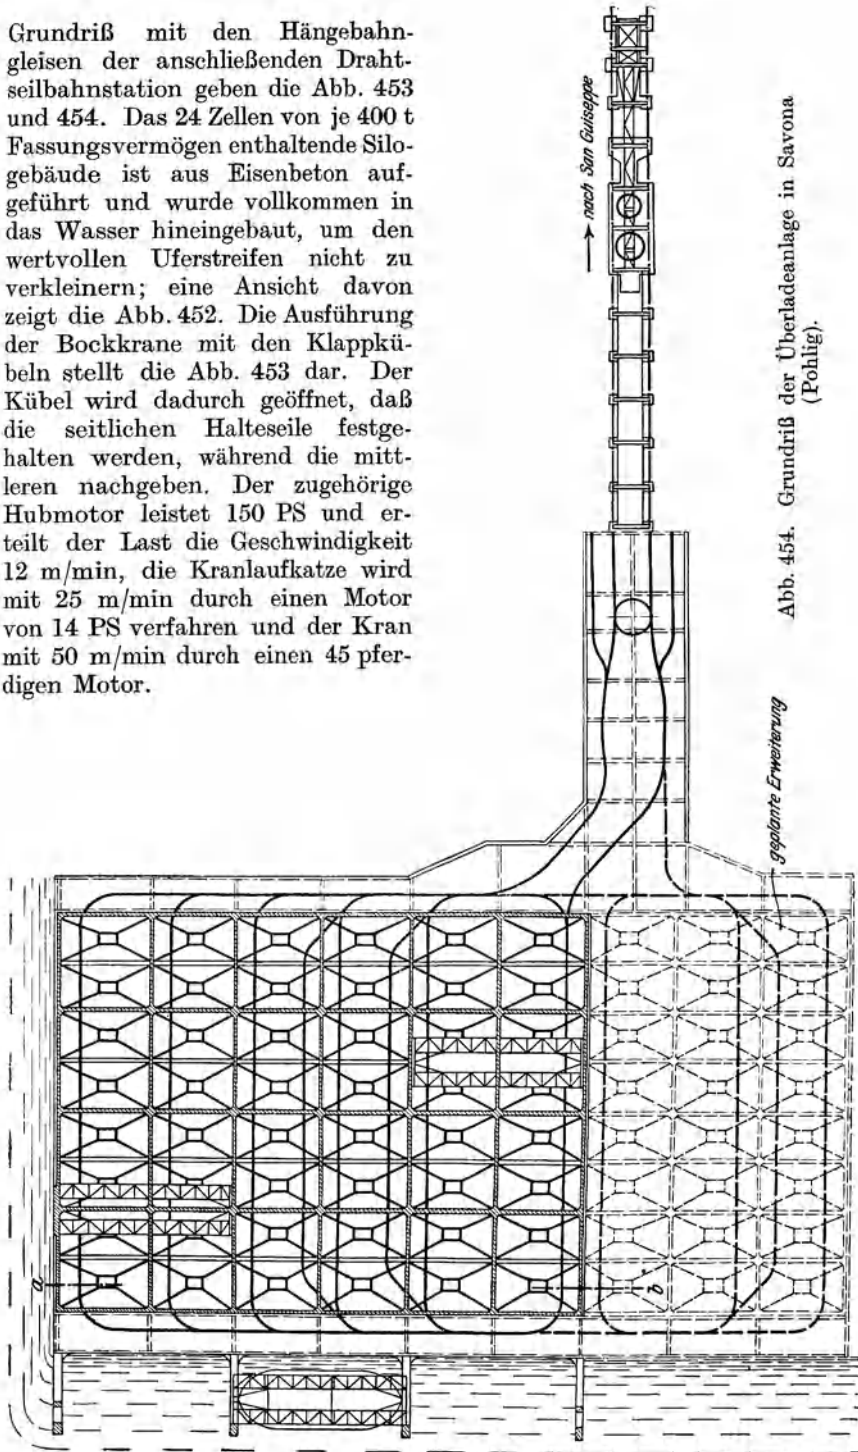 Grundriß mit den Hängebahn-
gleisen der anschließenden Draht-
seilbahnstation geben die Abb. 453
und 454. Das 24 Zellen von je 400 t
Fassungsvermögen enthaltende Silo-
gebäude ist aus Eisenbeton auf-
geführt und wurde vollkommen in
das Wasser hineingebaut, um den
wertvollen Uferstreifen nicht zu
verkleinern; eine Ansicht davon
zeigt die Abb. 452. Die Ausführung
der Bockkrane mit den Klappkü-
beln stellt die Abb. 453 dar. Der
Kübel wird dadurch geöffnet, daß
die seitlichen Halteseile festge-
halten werden, während die mitt-
leren nachgeben. Der zugehörige
Hubmotor leistet 150 PS und er-
teilt der Last die Geschwindigkeit
12 m/min, die Kranlaufkatze wird
mit 25 m/min durch einen Motor
von 14 PS verfahren und der Kran
mit 50 m/min durch einen 45 pfer-
digen Motor.
nach San Guiseppe
geplante Erweiterung
a
b
Abb. 454. Grundriß der Überladeanlage in Savona
(Pohlig).